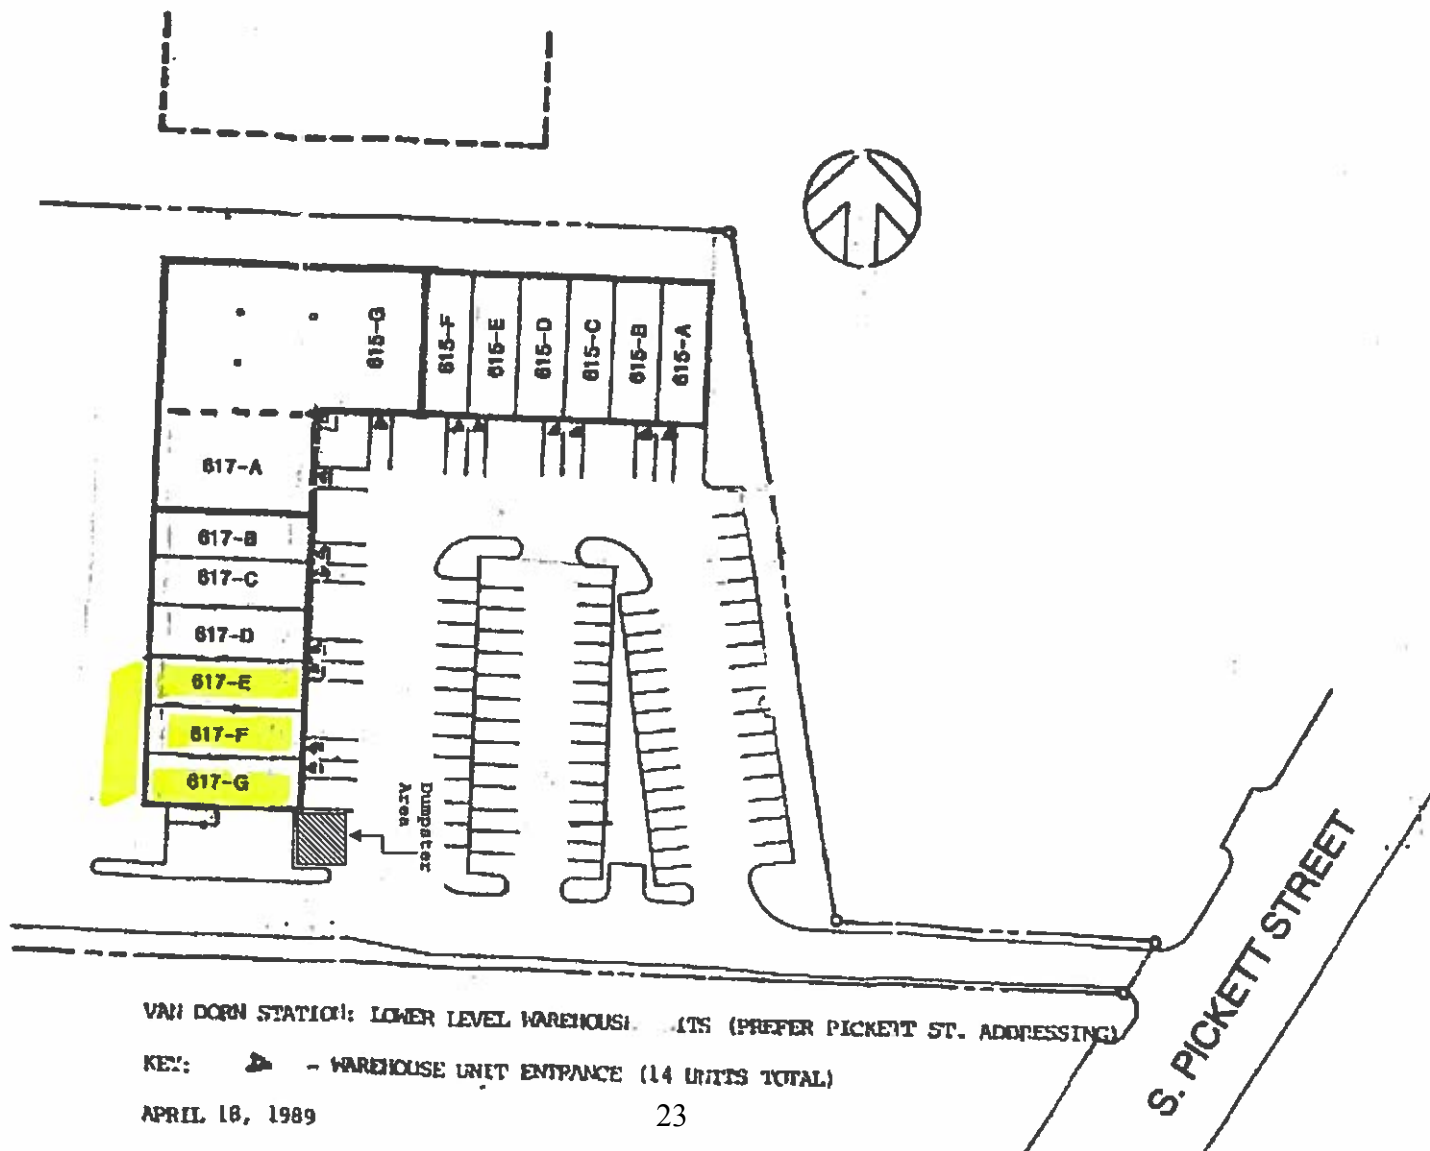 615-G
615-F
615-E
615-D
615-C
615-B
615-A
617-A
617-B
617-C
617-D
617-E
617-F
617-G
Dumpster
Area
S. PICKETT STREET
VAN DORN STATION: LOWER LEVEL (PREFER PICKETT ST. ADDRESSING)
KEY: - WAREHOUSE UNIT ENTRANCE (14 UNITS TOTAL)
APRIL 18, 1989
23